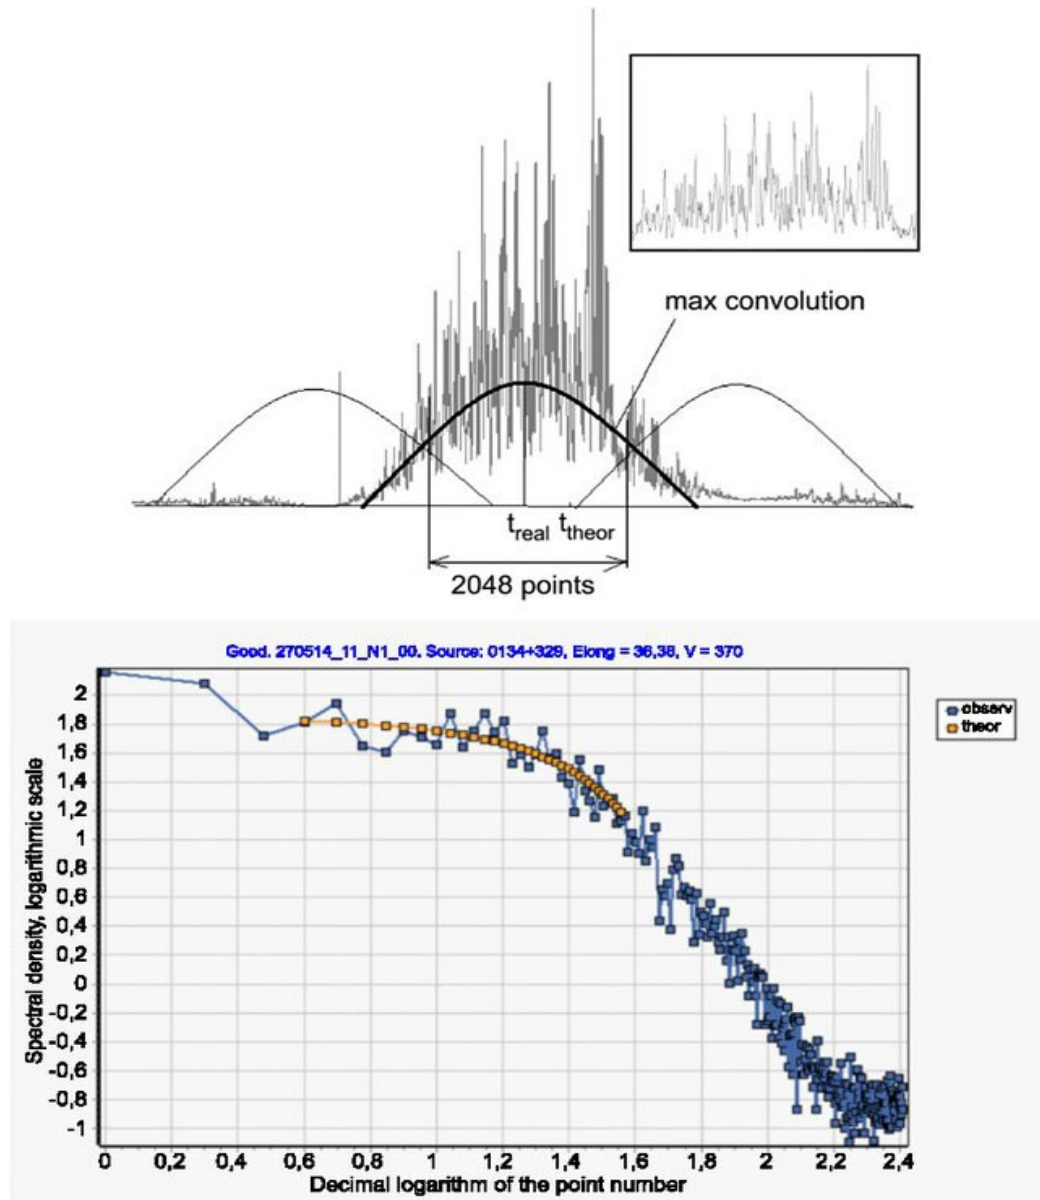 max convolution
t_real t_theor
2048 points
Good. 270514_11_N1_00. Source: 0134+329, Elong = 36,38, V = 370
observ
theor
Spectral density, logarithmic scale
2
1,8
1,6
1,4
1,2
1
0,8
0,6
0,4
0,2
0
-0,2
-0,4
-0,6
-0,8
-1
0 0,2 0,4 0,6 0,8 1 1,2 1,4 1,6 1,8 2 2,2 2,4
Decimal logarithm of the point number